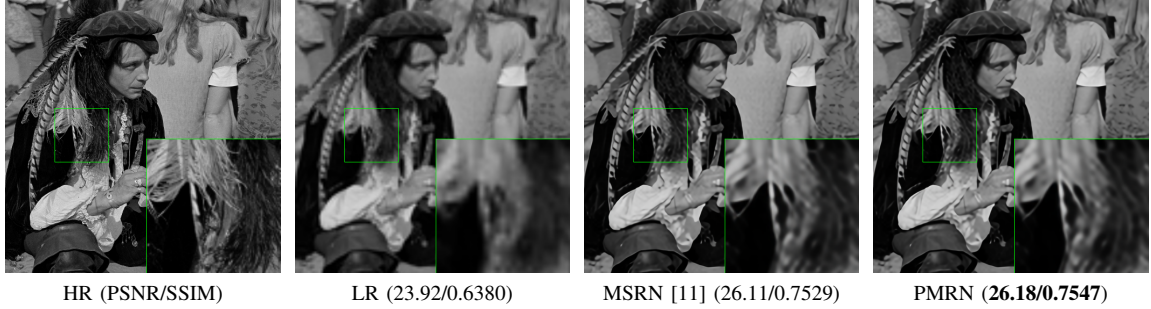 HR (PSNR/SSIM) LR (23.92/0.6380) MSRN [11] (26.11/0.7529) PMRN (26.18/0.7547)